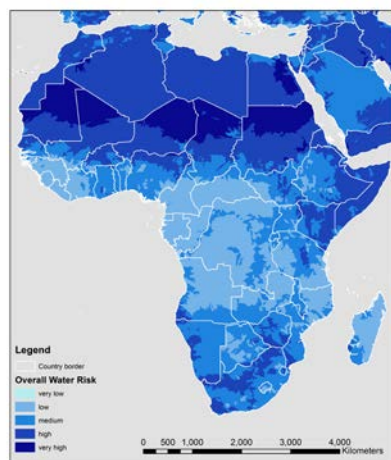 Legend
Country border
Overall Water Risk
very low
low
medium
high
very high
0 500 1,000 2,000 3,000 4,000
Kilometers